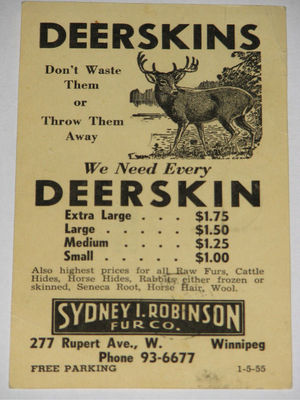 DEERSKINS
Don't Waste
Them
or
Throw Them
Away
We Need Every
DEERSKIN
Extra Large . . . $1.75
Large . . . . . $1.50
Medium . . . . $1.25
Small . . . . . $1.00
Also highest prices for all Raw Furs, Cattle
Hides, Horse Hides, Rabbits either frozen or
skinned, Seneca Root, Horse Hair, Wool.
SYDNEY I. ROBINSON
FUR CO.
277 Rupert Ave., W. Winnipeg
Phone 93-6677
FREE PARKING 1-5-55